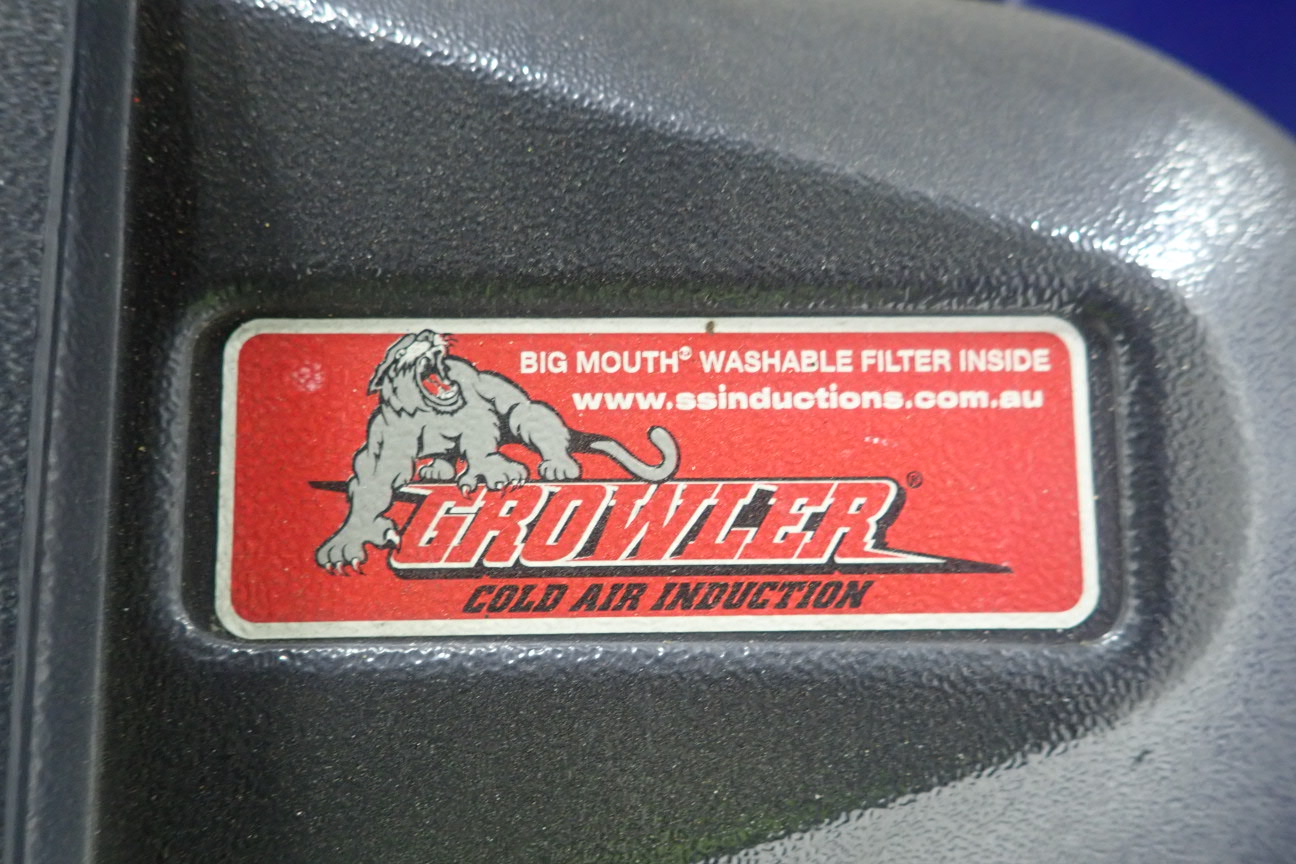 BIG MOUTH® WASHABLE FILTER INSIDE
www.ssinductions.com.au
GROWLER®
COLD AIR INDUCTION